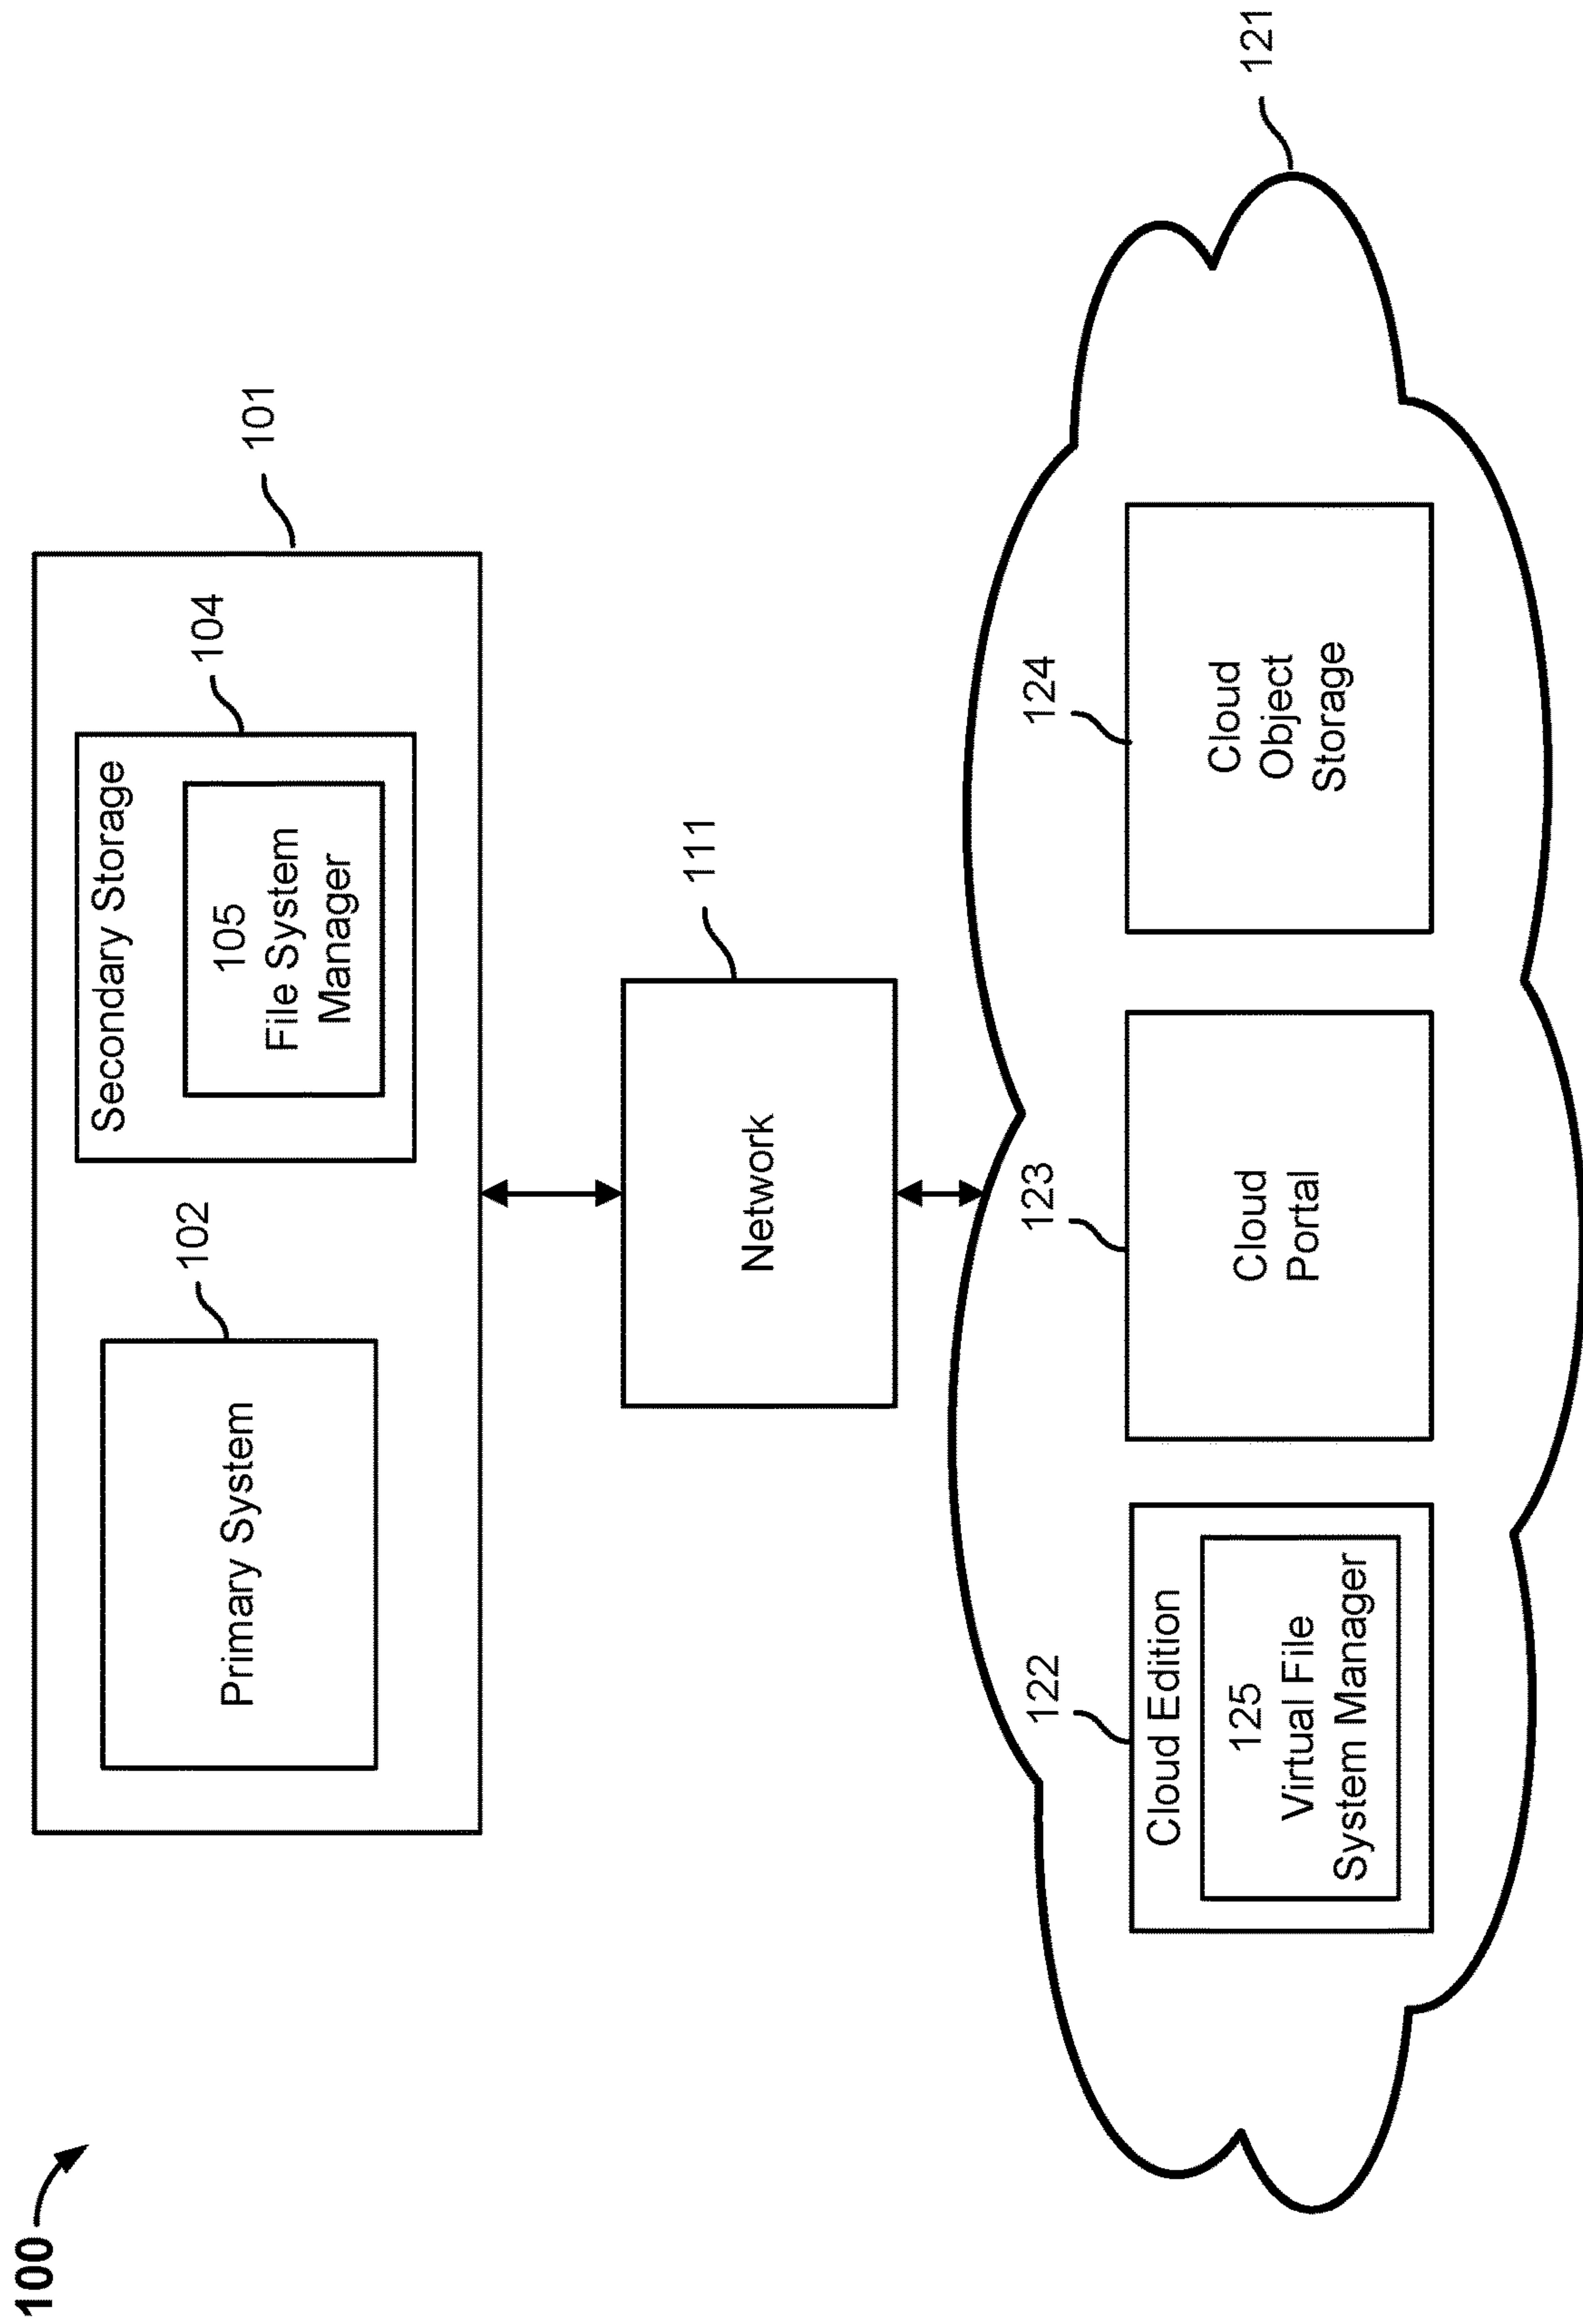 100
101
Primary System
102
Secondary Storage
104
105
File System
Manager
Network
111
121
122
Cloud Edition
125
Virtual File
System Manager
123
Cloud
Portal
124
Cloud
Object
Storage